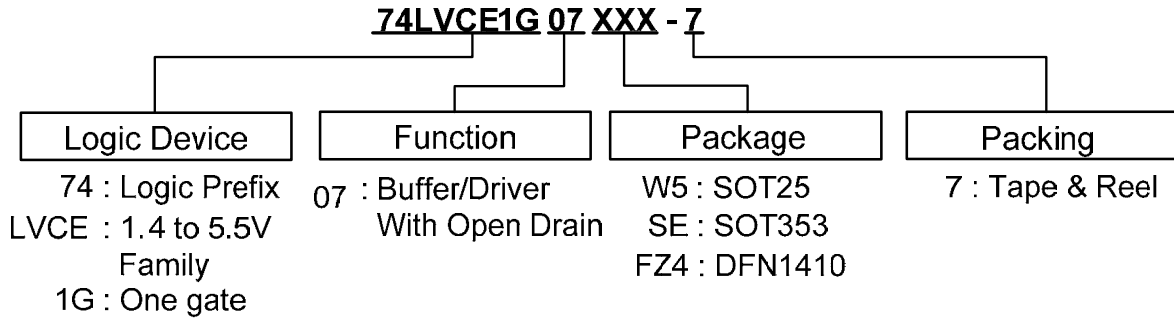 74LVCE1G 07 XXX - 7
Logic Device
74 : Logic Prefix
LVCE : 1.4 to 5.5V
Family
1G : One gate
Function
07 : Buffer/Driver
With Open Drain
Package
W5 : SOT25
SE : SOT353
FZ4 : DFN1410
Packing
7 : Tape & Reel